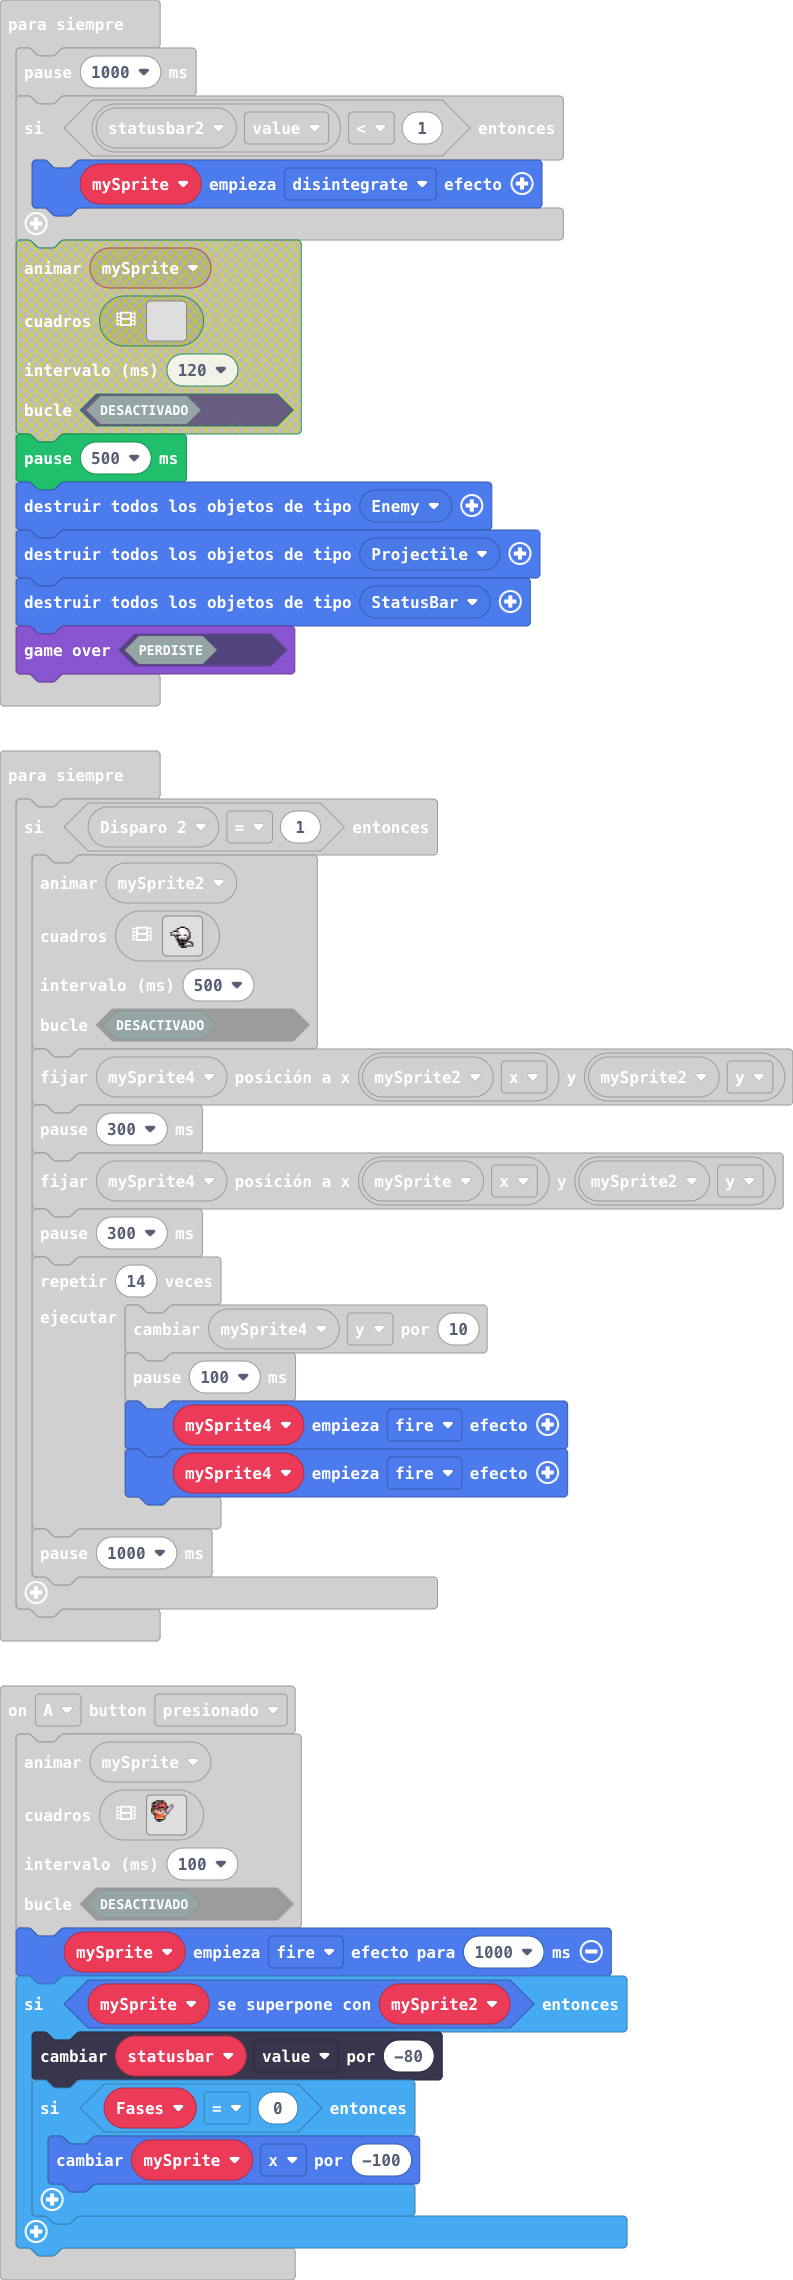 para siempre
pause 1000 ms
si statusbar2 value < 1 entonces
mySprite empieza disintegrate efecto
animar mySprite
cuadros
intervalo (ms) 120
bucle DESACTIVADO
pause 500 ms
destruir todos los objetos de tipo Enemy
destruir todos los objetos de tipo Projectile
destruir todos los objetos de tipo StatusBar
game over PERDISTE
para siempre
si Disparo 2 = 1 entonces
animar mySprite2
cuadros
intervalo (ms) 500
bucle DESACTIVADO
fijar mySprite4 posición a x mySprite2 x y mySprite2 y
pause 300 ms
fijar mySprite4 posición a x mySprite x y mySprite2 y
pause 300 ms
repetir 14 veces
ejecutar
cambiar mySprite4 y por 10
pause 100 ms
mySprite4 empieza fire efecto
mySprite4 empieza fire efecto
pause 1000 ms
on A button presionado
animar mySprite
cuadros
intervalo (ms) 100
bucle DESACTIVADO
mySprite empieza fire efecto para 1000 ms
si mySprite se superpone con mySprite2 entonces
cambiar statusbar value por -80
si Fases = 0 entonces
cambiar mySprite x por -100